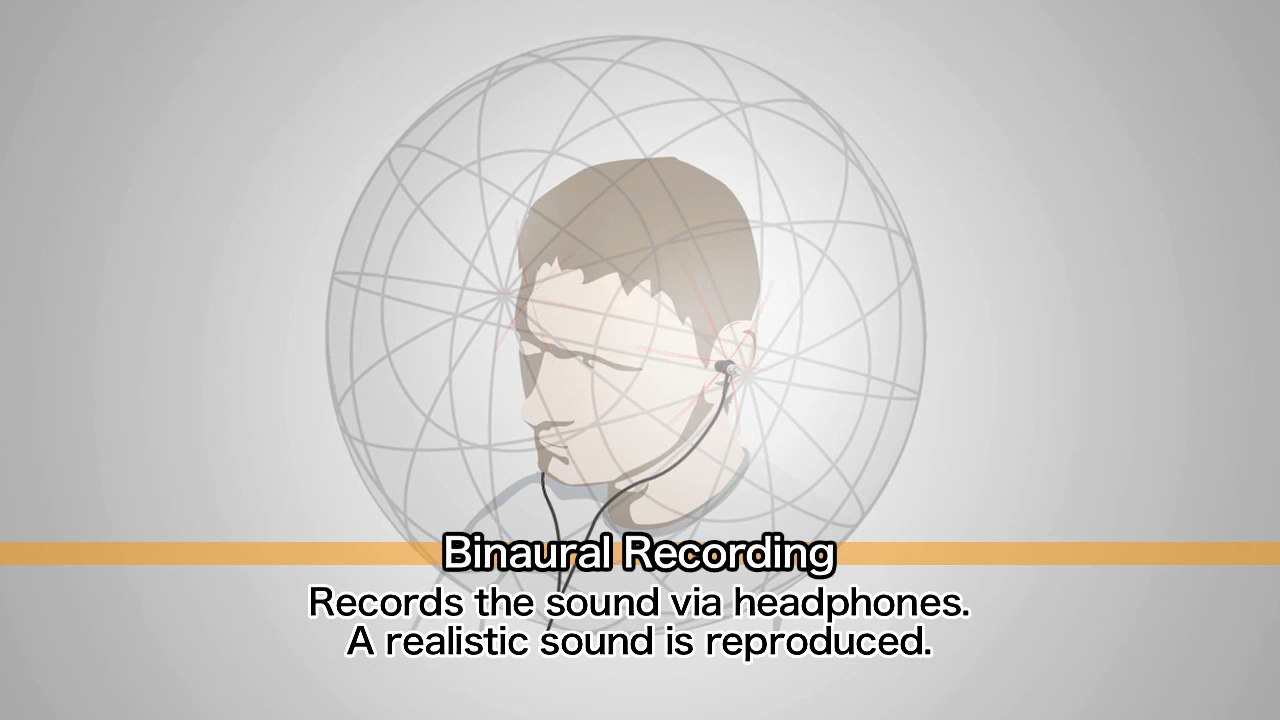 Binaural Recording
Records the sound via headphones.
A realistic sound is reproduced.